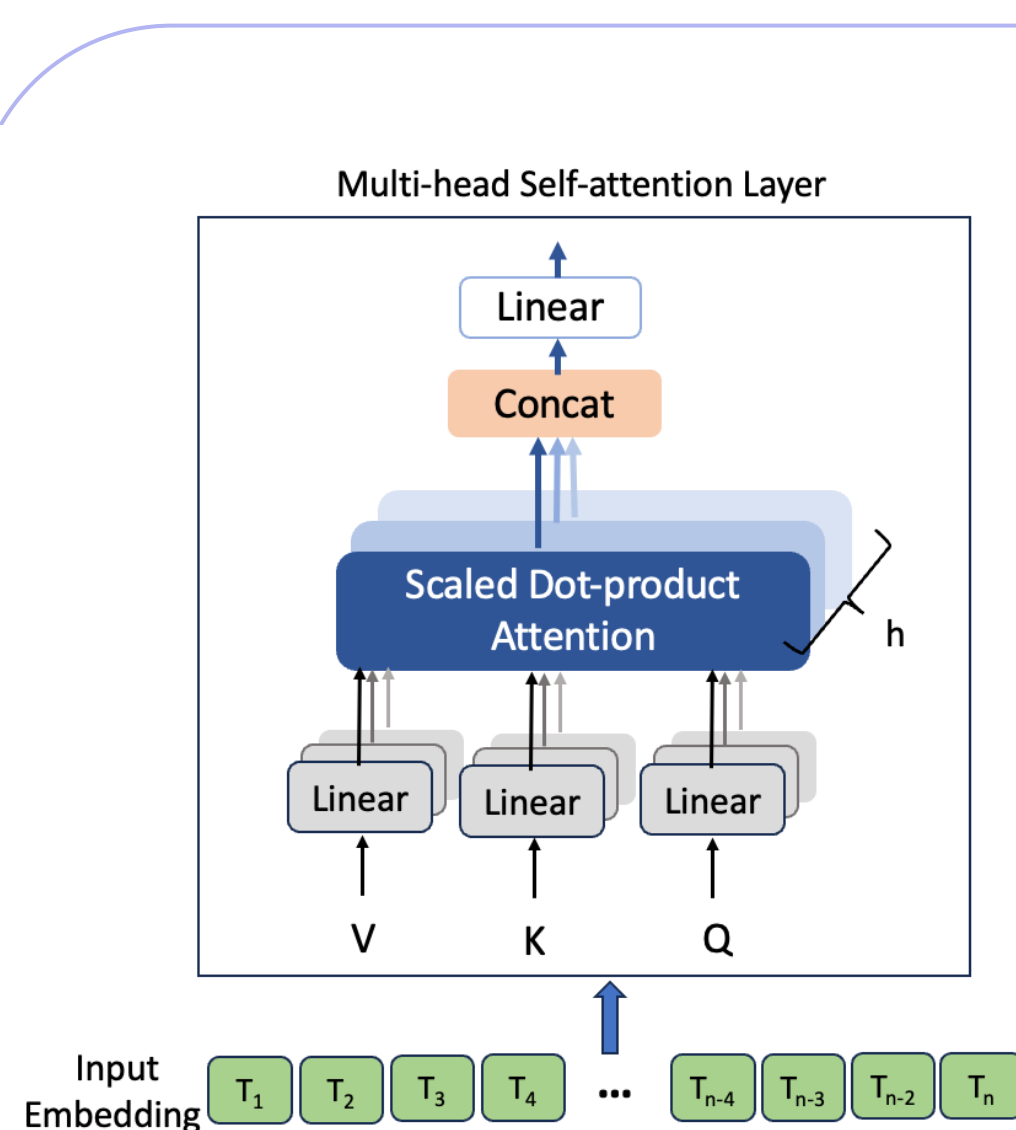 Multi-head Self-attention Layer
Linear
Concat
Scaled Dot-product
Attention
h
Linear Linear Linear
V K Q
Input
Embedding
T1 T2 T3 T4 ... Tn-4 Tn-3 Tn-2 Tn